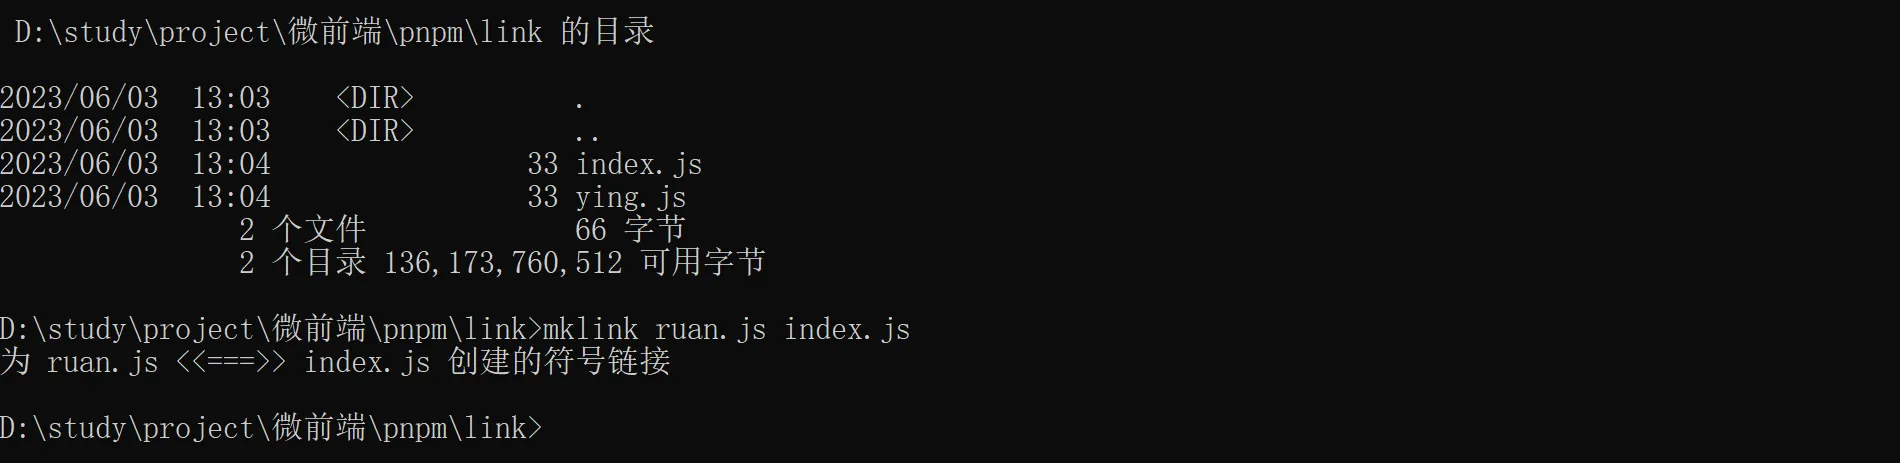 D:\study\project\微前端\pnpm\link 的目录
2023/06/03  13:03    <DIR>          .
2023/06/03  13:03    <DIR>          ..
2023/06/03  13:04                33 index.js
2023/06/03  13:04                33 ying.js
2 个文件             66 字节
2 个目录 136,173,760,512 可用字节
D:\study\project\微前端\pnpm\link>mklink ruan.js index.js
为 ruan.js <<===>> index.js 创建的符号链接
D:\study\project\微前端\pnpm\link>